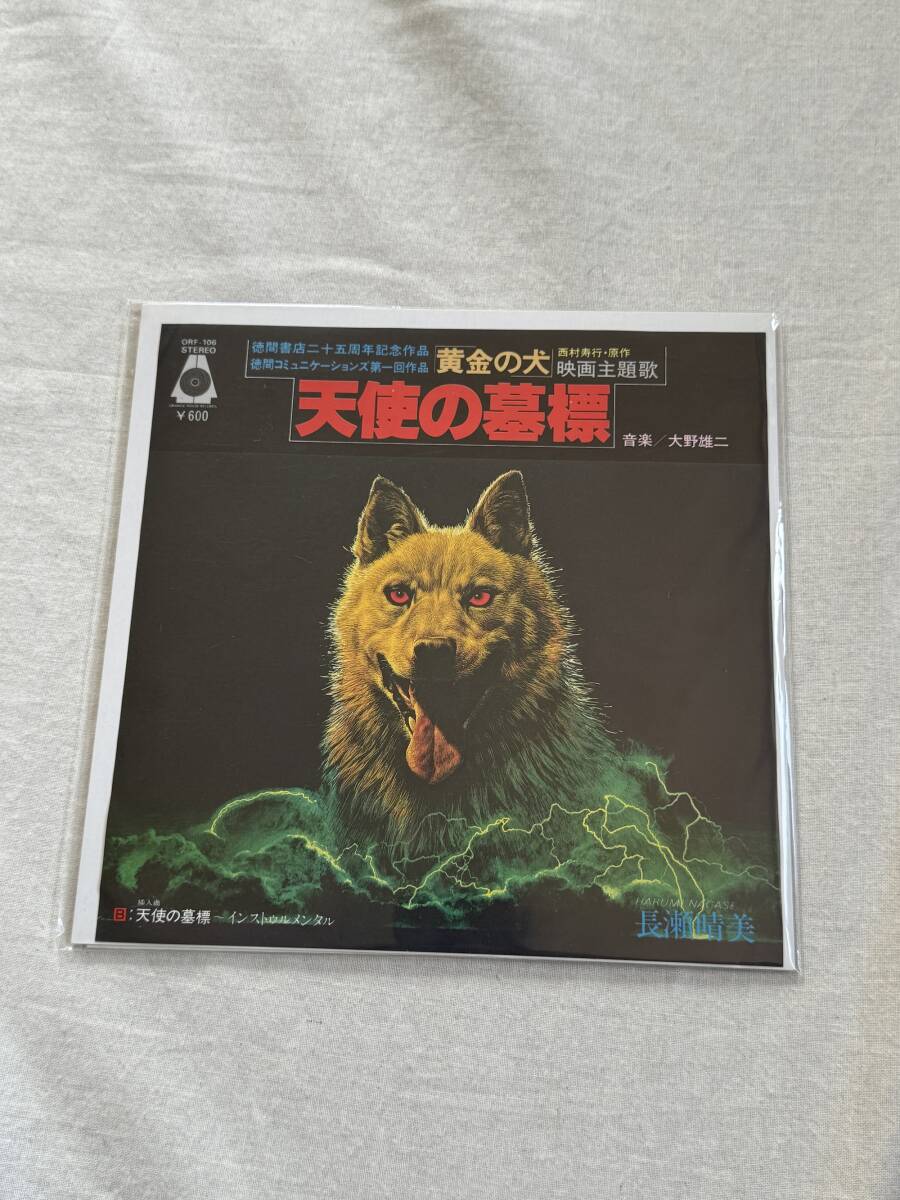 ORF-106
STEREO
ORANGE HOUSE RECORDS
¥600
徳間書店二十五周年記念作品
徳間コミュニケーションズ第一回作品
黄金の犬
西村寿行・原作
映画主題歌
天使の墓標
音楽/大野雄二
挿入曲
B:天使の墓標~インストゥルメンタル
HARUMI NAGASE
長瀬晴美